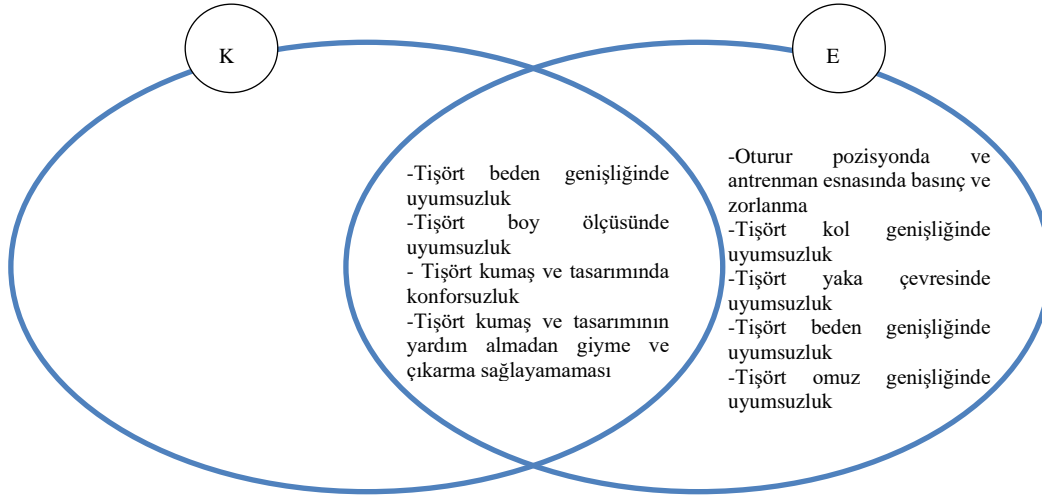 K
E
-Tişört beden genişliğinde
uyumsuzluk
-Tişört boy ölçüsünde
uyumsuzluk
- Tişört kumaş ve tasarımında
konforsuzluk
-Tişört kumaş ve tasarımının
yardım almadan giyme ve
çıkarma sağlayamaması
-Oturur pozisyonda ve
antrenman esnasında basınç ve
zorlanma
-Tişört kol genişliğinde
uyumsuzluk
-Tişört yaka çevresinde
uyumsuzluk
-Tişört beden genişliğinde
uyumsuzluk
-Tişört omuz genişliğinde
uyumsuzluk